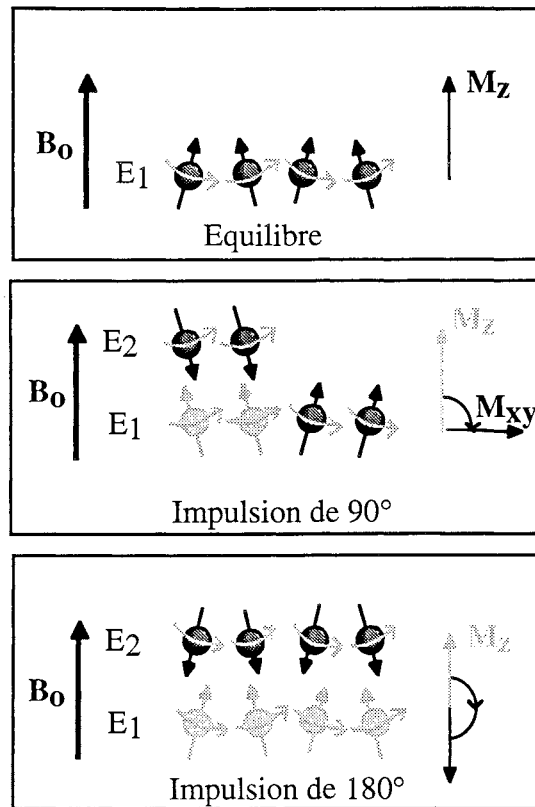 Mz
Bo
E1
Equilibre
E2
Mz
Bo
Mxy
E1
Impulsion de 90°
E2
Mz
Bo
E1
Impulsion de 180°